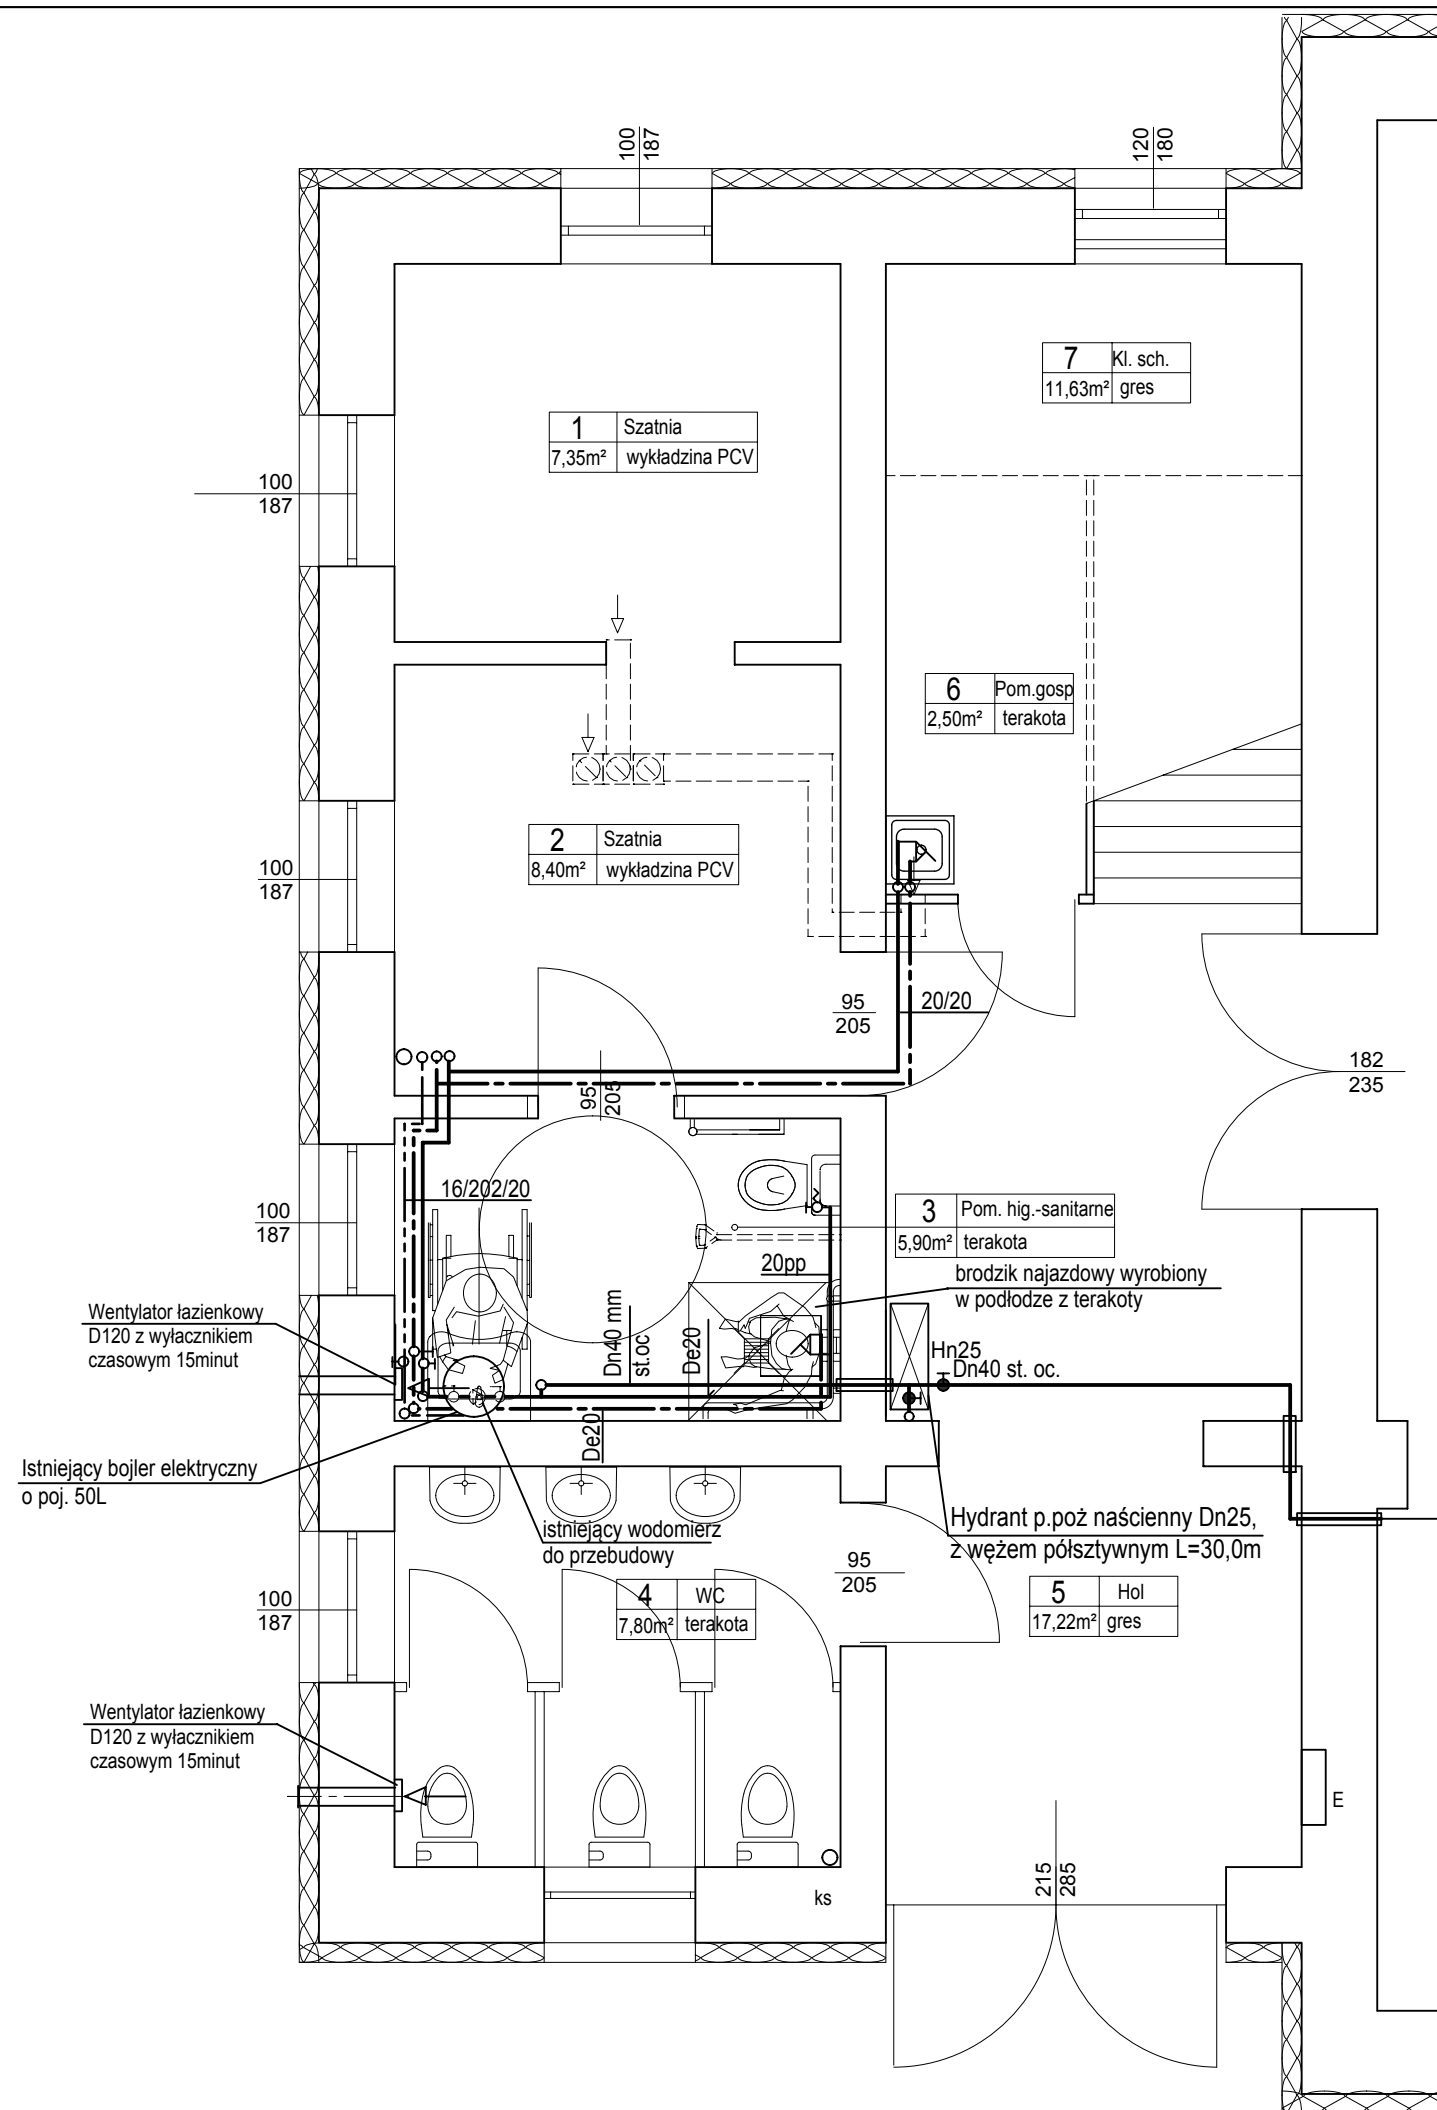 100
187
120
180
7 Kl. sch.
11,63m² gres
1 Szatnia
7,35m² wykładzina PCV
100
187
6 Pom.gosp
2,50m² terakota
2 Szatnia
8,40m² wykładzina PCV
100
187
95
205
20/20
182
235
95
205
16/202/20
100
187
3 Pom. hig.-sanitarne
5,90m² terakota
20pp
brodzik najazdowy wyrobiony
w podłodze z terakoty
Wentylator łazienkowy
D120 z wyłacznikiem
czasowym 15minut
Dn40 mm
st.oc
De20
Hn25
Dn40 st. oc.
De20
Istniejący bojler elektryczny
o poj. 50L
istniejący wodomierz
do przebudowy
Hydrant p.poż naścienny Dn25,
z wężem półsztywnym L=30,0m
95
205
4 WC
7,80m² terakota
5 Hol
17,22m² gres
100
187
Wentylator łazienkowy
D120 z wyłacznikiem
czasowym 15minut
E
215
285
ks